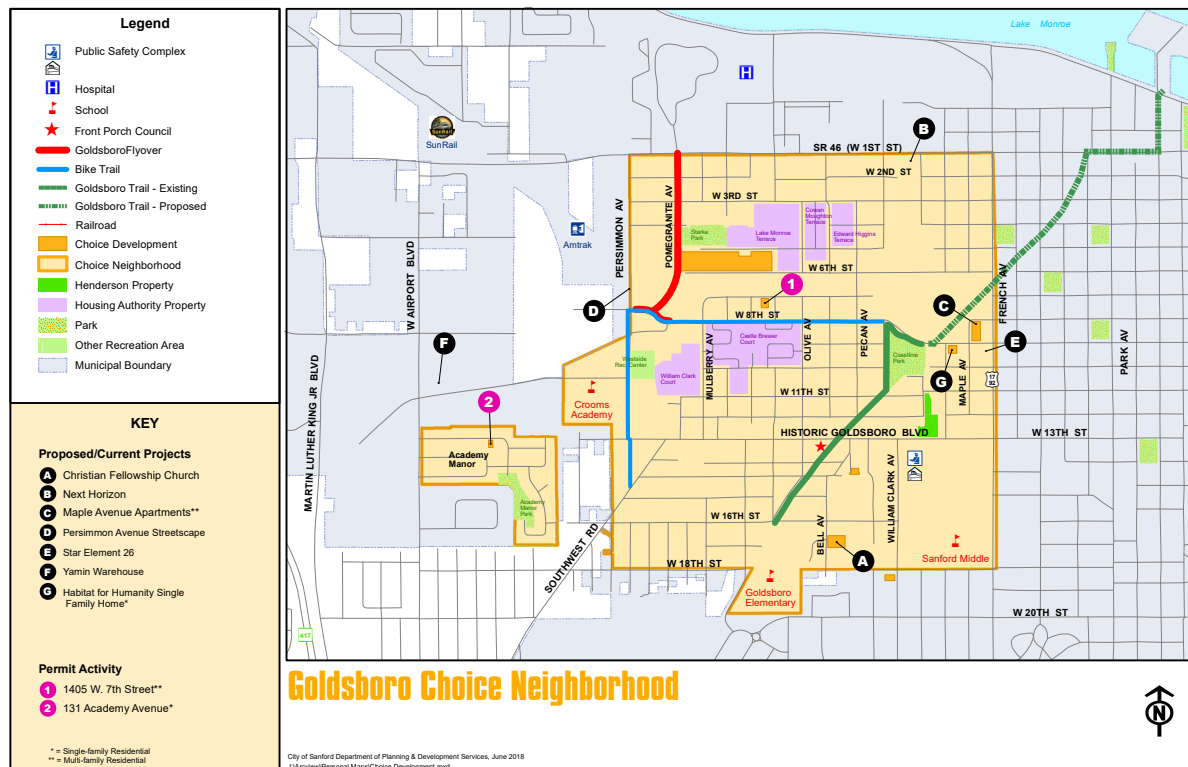 Legend
Public Safety Complex
Hospital
School
Front Porch Council
GoldsboroFlyover
Bike Trail
Goldsboro Trail - Existing
Goldsboro Trail - Proposed
Railroad
Choice Development
Choice Neighborhood
Henderson Property
Housing Authority Property
Park
Other Recreation Area
Municipal Boundary
KEY
Proposed/Current Projects
A Christian Fellowship Church
B Next Horizon
C Maple Avenue Apartments**
D Persimmon Avenue Streetscape
E Star Element 26
F Yamin Warehouse
G Habitat for Humanity Single
Family Home*
Permit Activity
1 1405 W. 7th Street**
2 131 Academy Avenue*
* = Single-family Residential
** = Multi-family Residential
Lake Monroe
H
SunRail
B
SR 46 (W 1ST ST)
W 2ND ST
W 3RD ST
PERSIMMON AV
POMEGRANITE AV
Starke
Park
Lake Monroe
Terrece
Cowan
Moughton
Terrece
Edward Higgins
Terrece
Amtrak
W AIRPORT BLVD
W 6TH ST
FRENCH AV
1
D
W 8TH ST
C
F
MULBERRY AV
Castle Brewer
Court
OLIVE AV
PECAN AV
Coastline
Park
E
G
MAPLE AV
17
92
PARK AV
Westside
Rec Center
William Clark
Court
MARTIN LUTHER KING JR BLVD
Crooms
Academy
W 11TH ST
2
HISTORIC GOLDSBORO BLVD
W 13TH ST
Academy
Manor
Academy
Manor
Park
WILLIAM CLARK AV
W 16TH ST
BELL AV
SOUTHWEST RD
A
Sanford Middle
W 18TH ST
Goldsboro
Elementary
W 20TH ST
417
Goldsboro Choice Neighborhood
N
City of Sanford Department of Planning & Development Services, June 2018